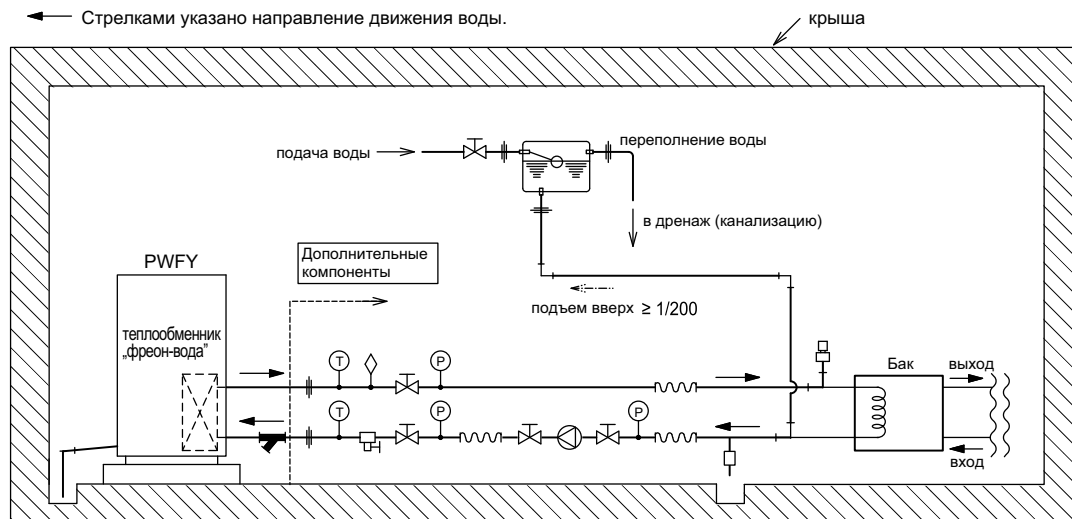 Стрелками указано направление движения воды.
крыша
подача воды
переполнение воды
в дренаж (канализацию)
PWFY
Дополнительные
компоненты
подъем вверх ≥ 1/200
теплообменник
„фреон-вода”
T
P
Бак
выход
T
P
P
вход